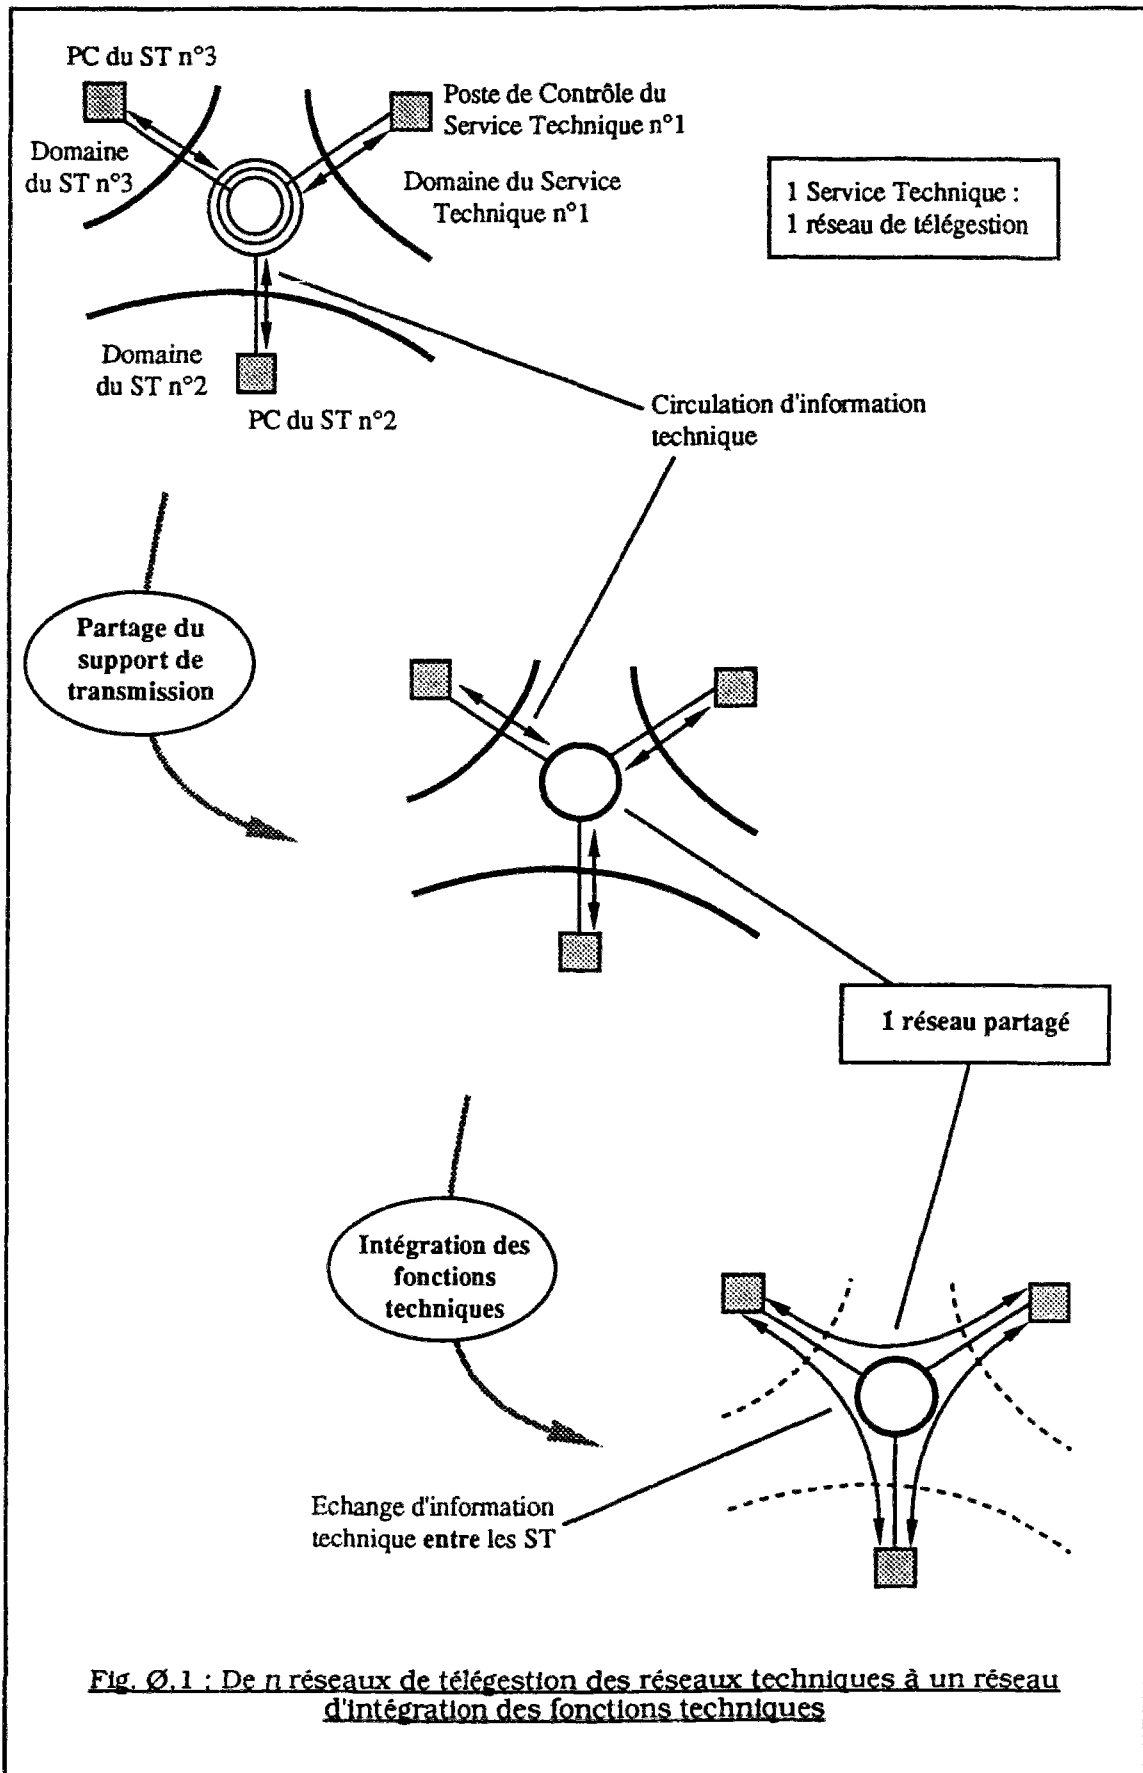 PC du ST n°3
Poste de Contrôle du
Service Technique n°1
Domaine
du ST n°3
Domaine du Service
Technique n°1
1 Service Technique :
1 réseau de télégestion
Domaine
du ST n°2
PC du ST n°2
Circulation d'information
technique
Partage du
support de
transmission
1 réseau partagé
Intégration des
fonctions
techniques
Echange d'information
technique entre les ST
Fig. Ø.1 : De n réseaux de télégestion des réseaux techniques à un réseau
d'intégration des fonctions techniques